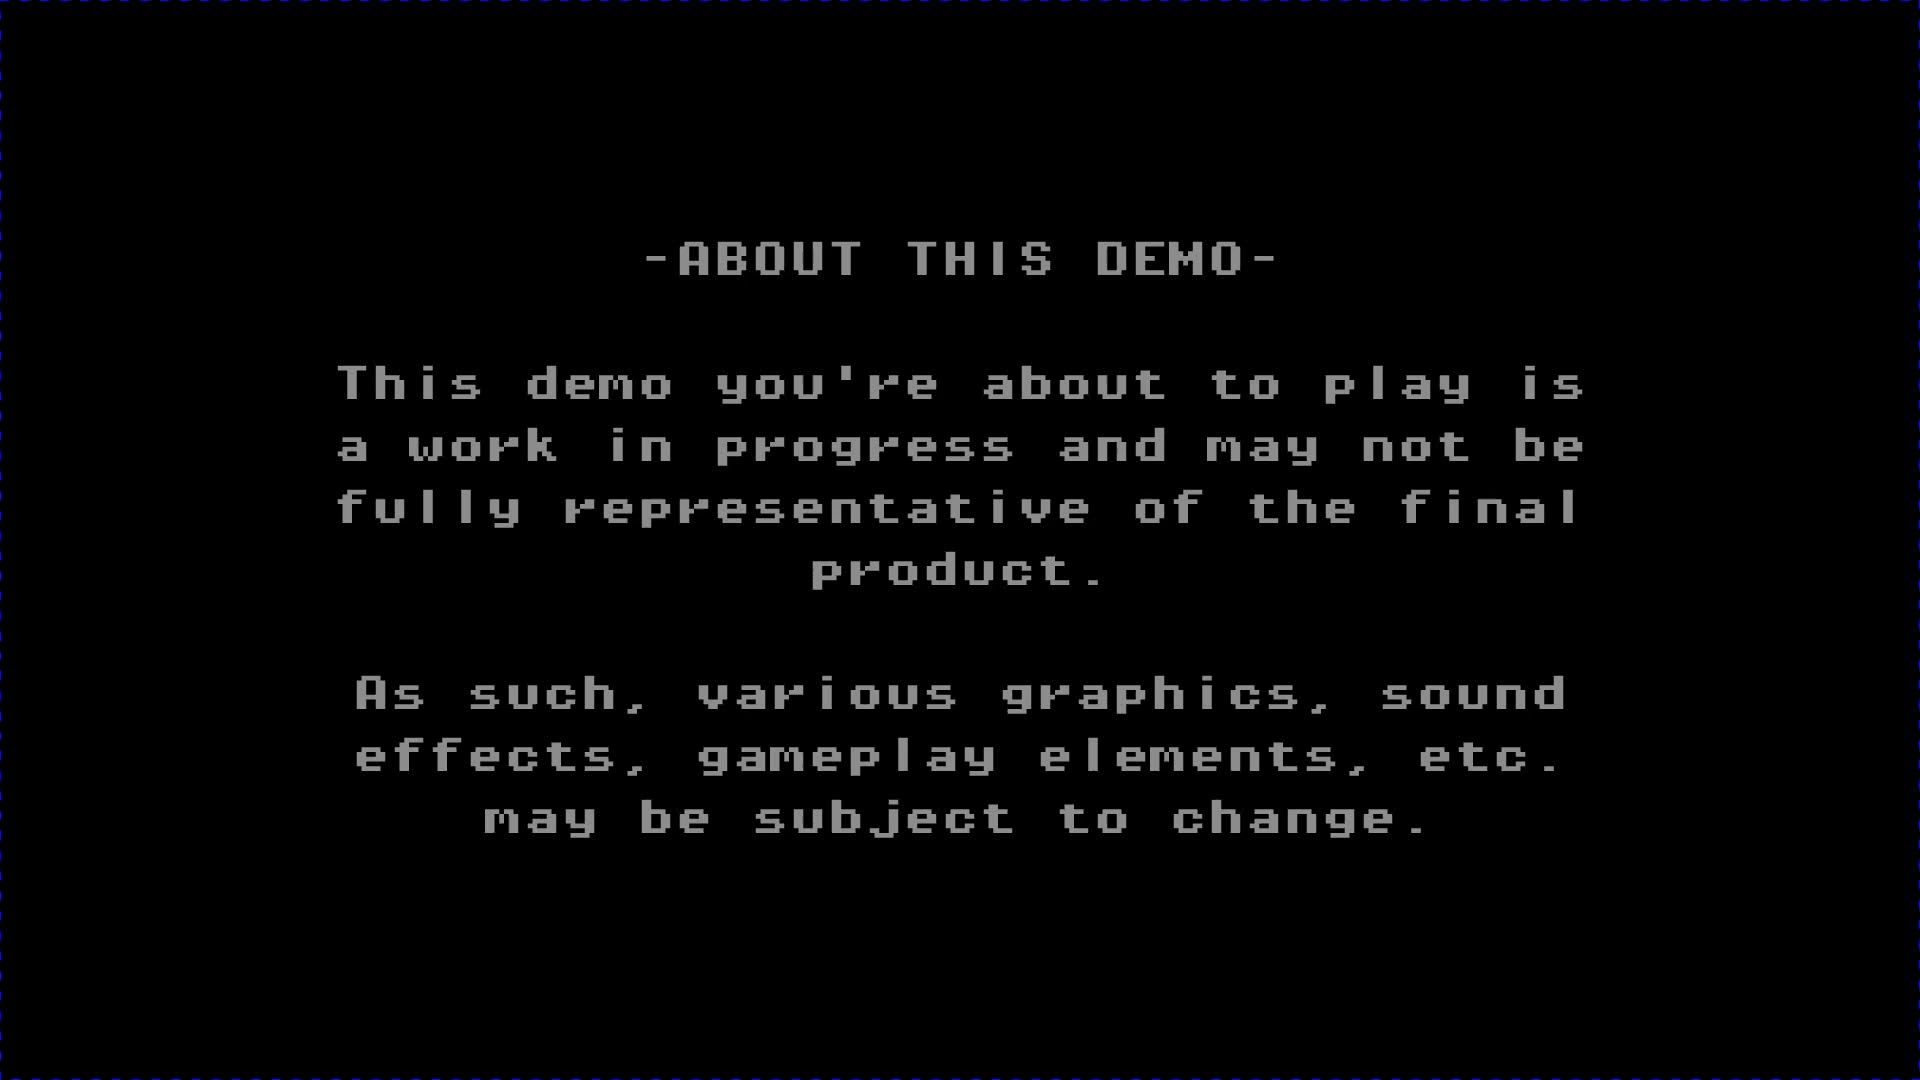 -ABOUT THIS DEMO-
This demo you're about to play is
a work in progress and may not be
fully representative of the final
product.
As such, various graphics, sound
effects, gameplay elements, etc.
may be subject to change.